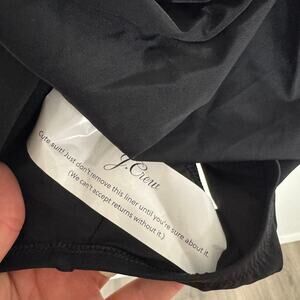 J.Crew
Cute suit! Just don't remove this liner until you're sure about it.
(We can't accept returns without it.)